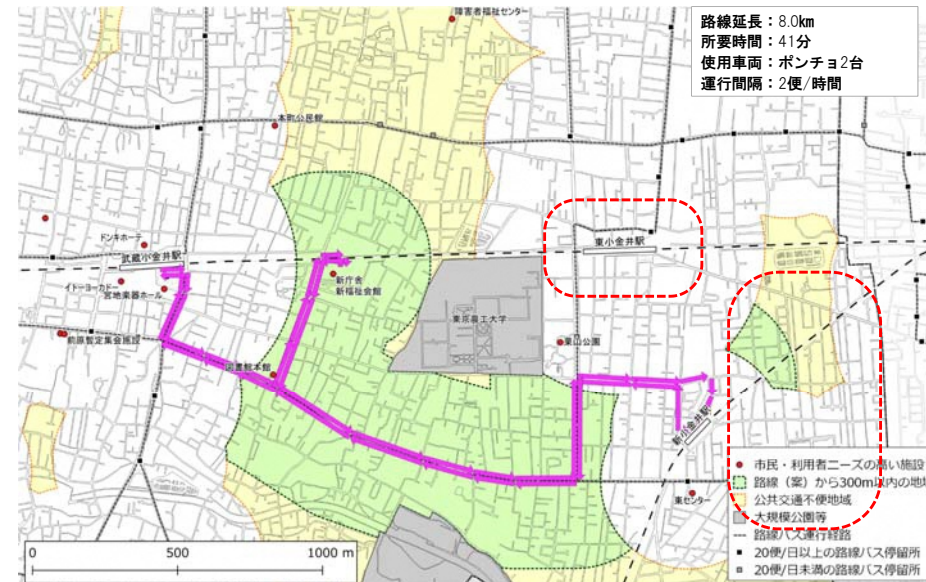 障害者福祉センター
路線延長：8.0km
所要時間：41分
使用車両：ポンチョ2台
運行間隔：2便/時間
本町公民館
ドンキホーテ
武蔵小金井駅
東小金井駅
イトーヨーカドー
宮地楽器ホール
新庁舎
新福祉会館
東京農工大学
前原暫定集会施設
栗山公園
図書館本館
新小金井駅
東センター
市民・利用者ニーズの高い施設
路線（案）から300m以内の地域
公共交通不便地域
大規模公園等
路線バス運行経路
20便/日以上の路線バス停留所
20便/日未満の路線バス停留所
0 500 1000 m